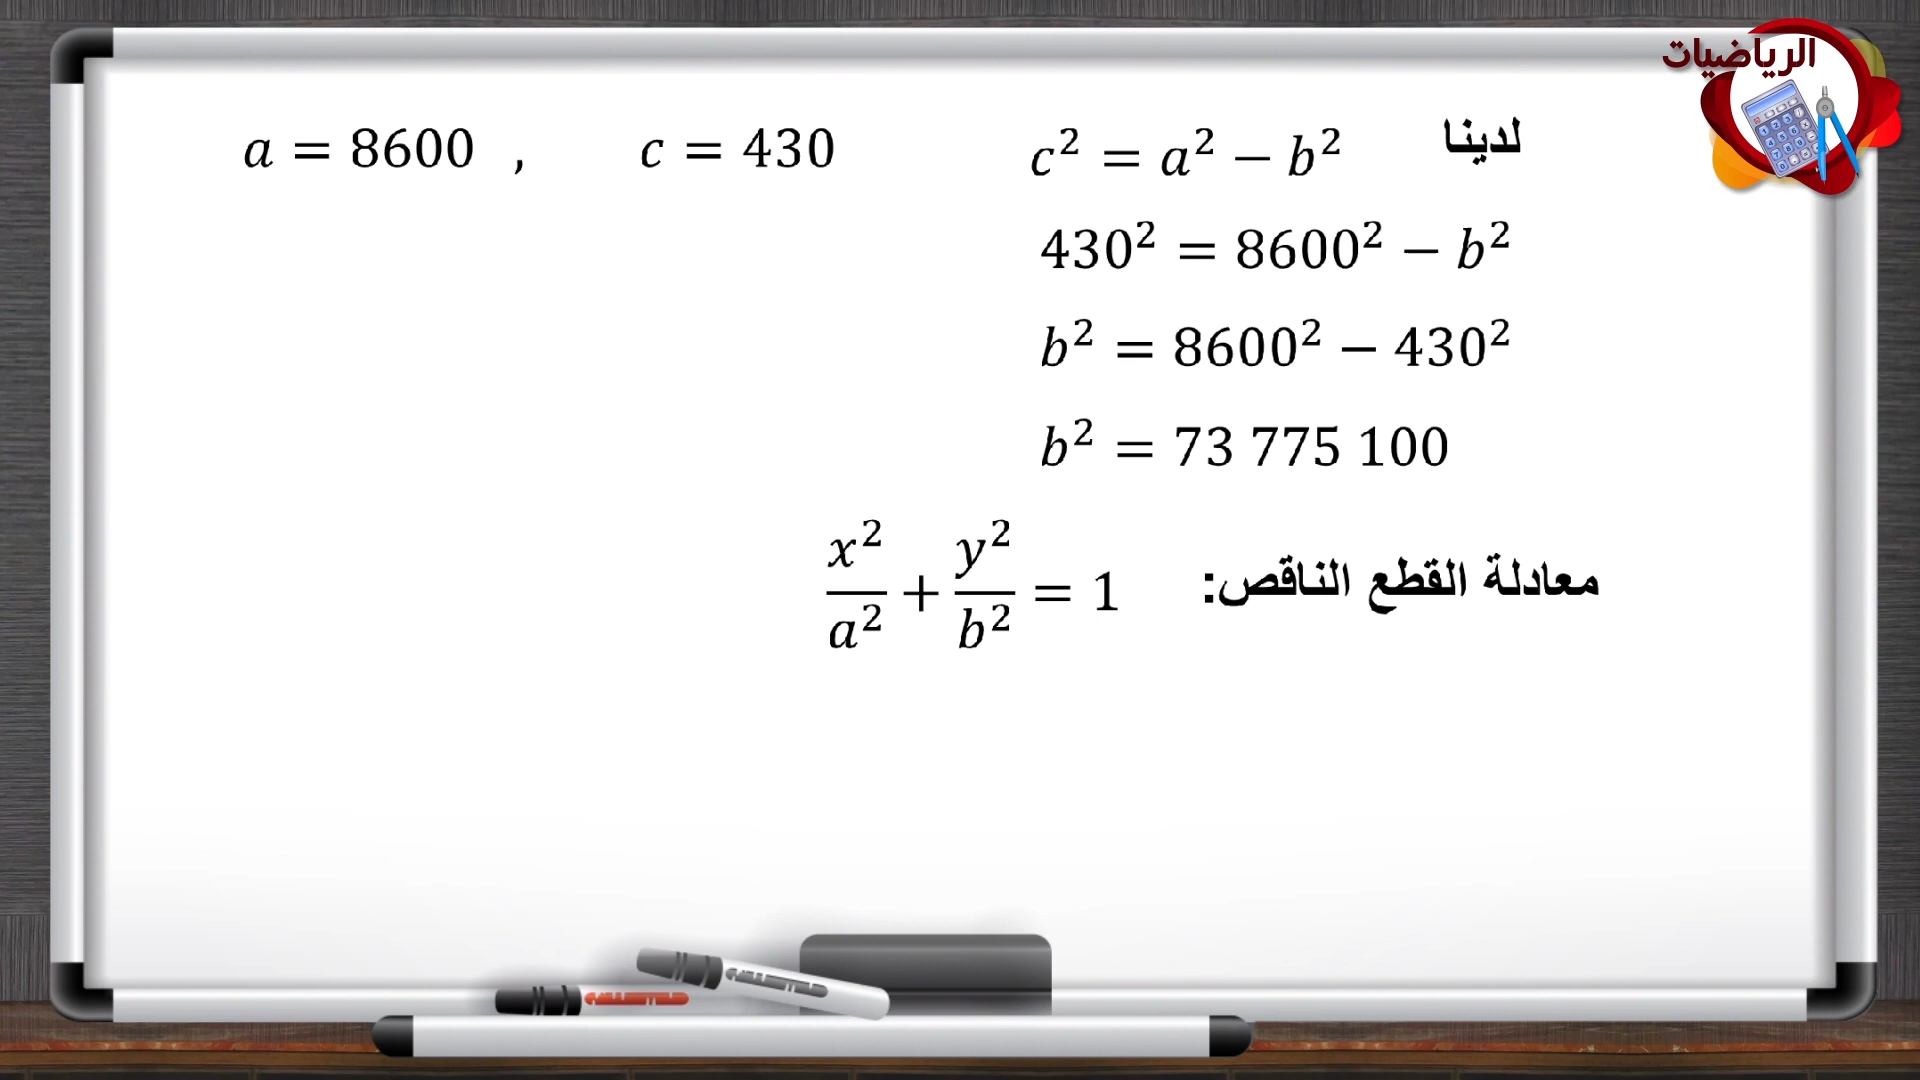 الرياضيات
a = 8600 , c = 430
لدينا c² = a² − b²
430² = 8600² − b²
b² = 8600² − 430²
b² = 73 775 100
معادلة القطع الناقص: x²/a² + y²/b² = 1